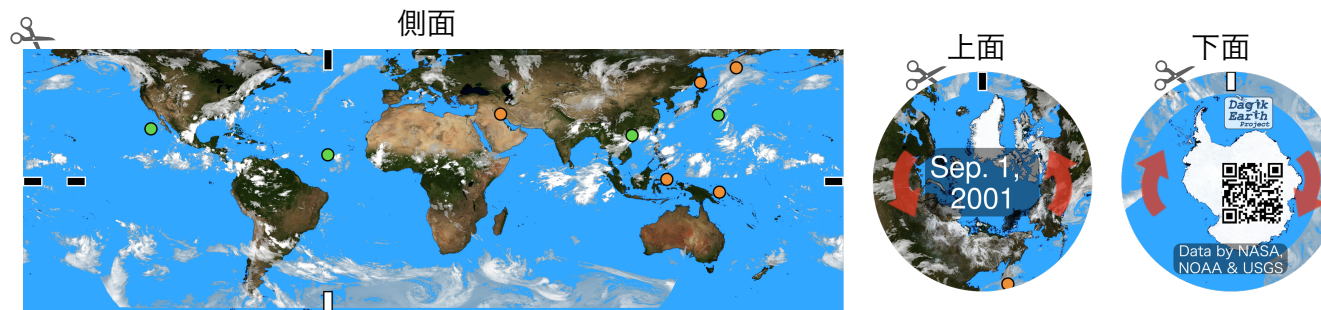 側面
上面
Sep. 1,
2001
下面
Dagik
Earth
Project
Data by NASA,
NOAA & USGS